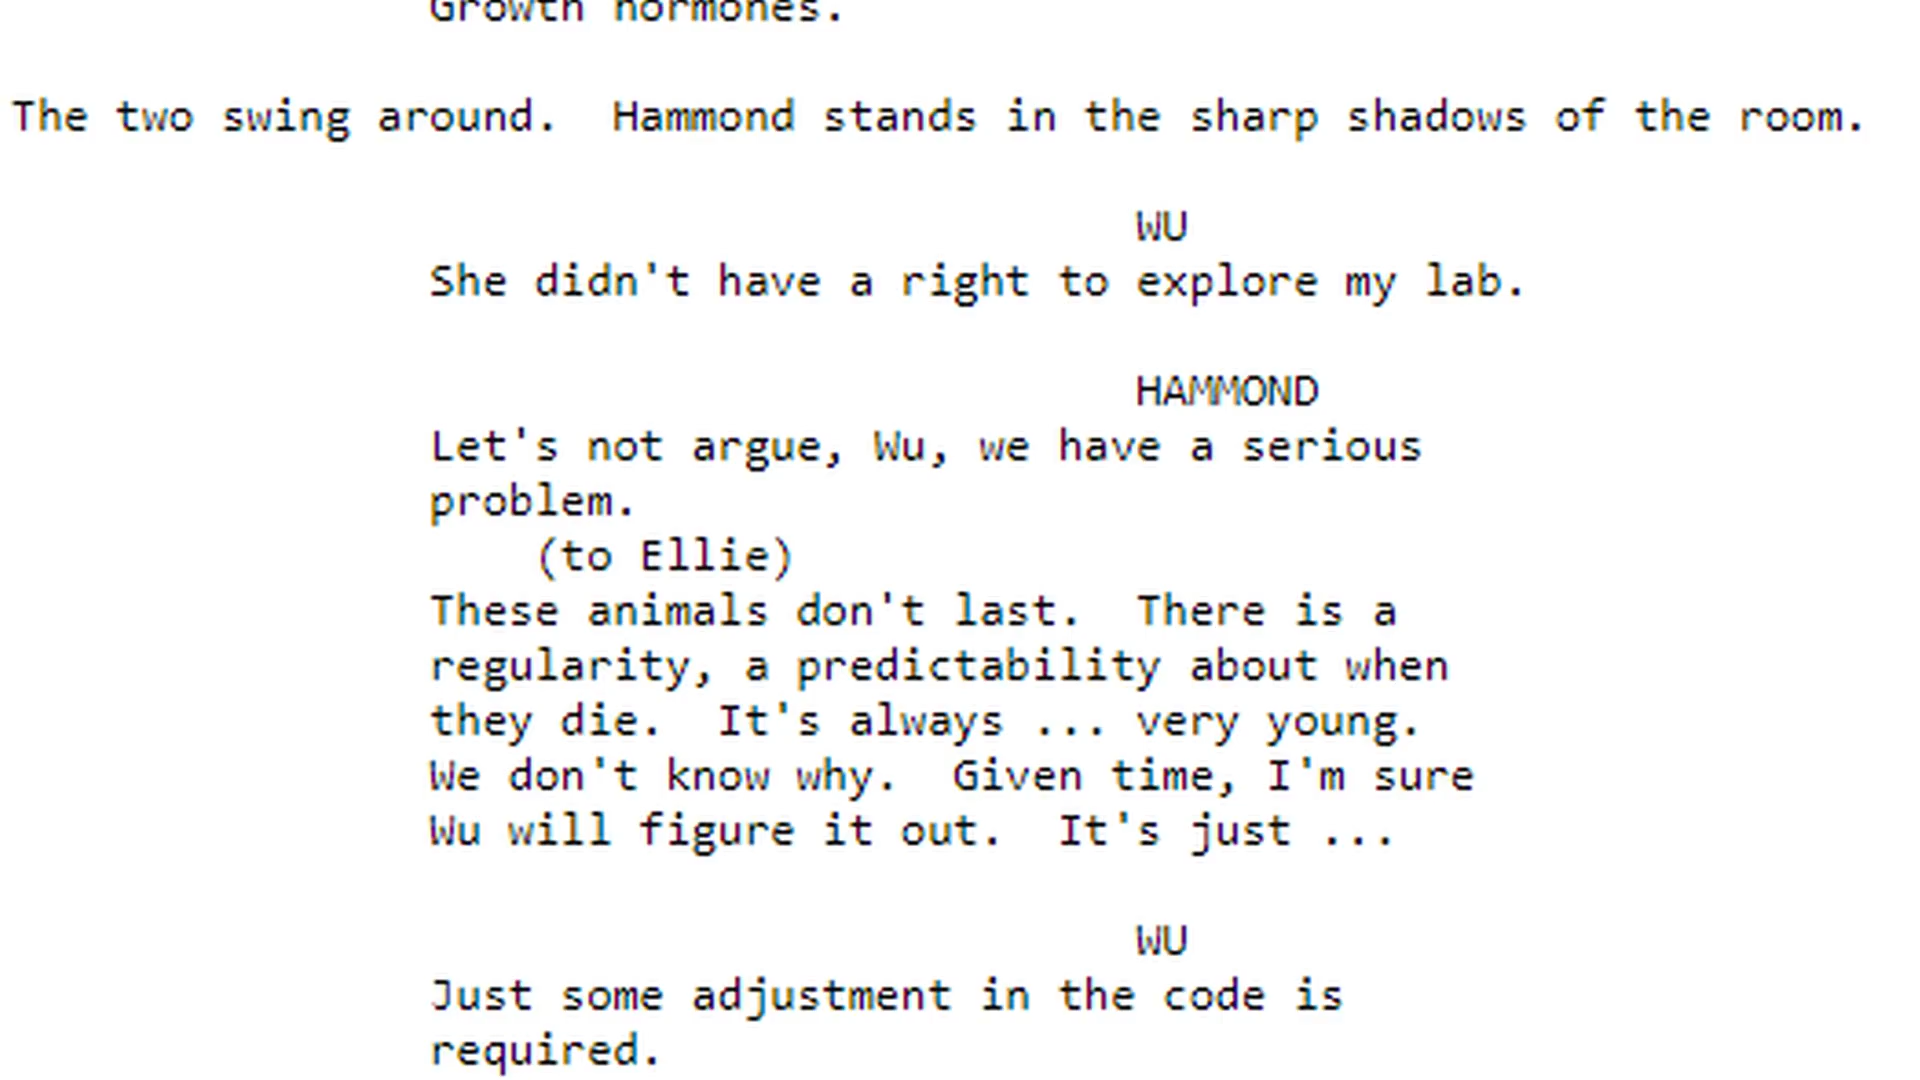 Growth hormones.
The two swing around.  Hammond stands in the sharp shadows of the room.
WU
She didn't have a right to explore my lab.
HAMMOND
Let's not argue, Wu, we have a serious
problem.
(to Ellie)
These animals don't last.  There is a
regularity, a predictability about when
they die.  It's always ... very young.
We don't know why.  Given time, I'm sure
Wu will figure it out.  It's just ...
WU
Just some adjustment in the code is
required.